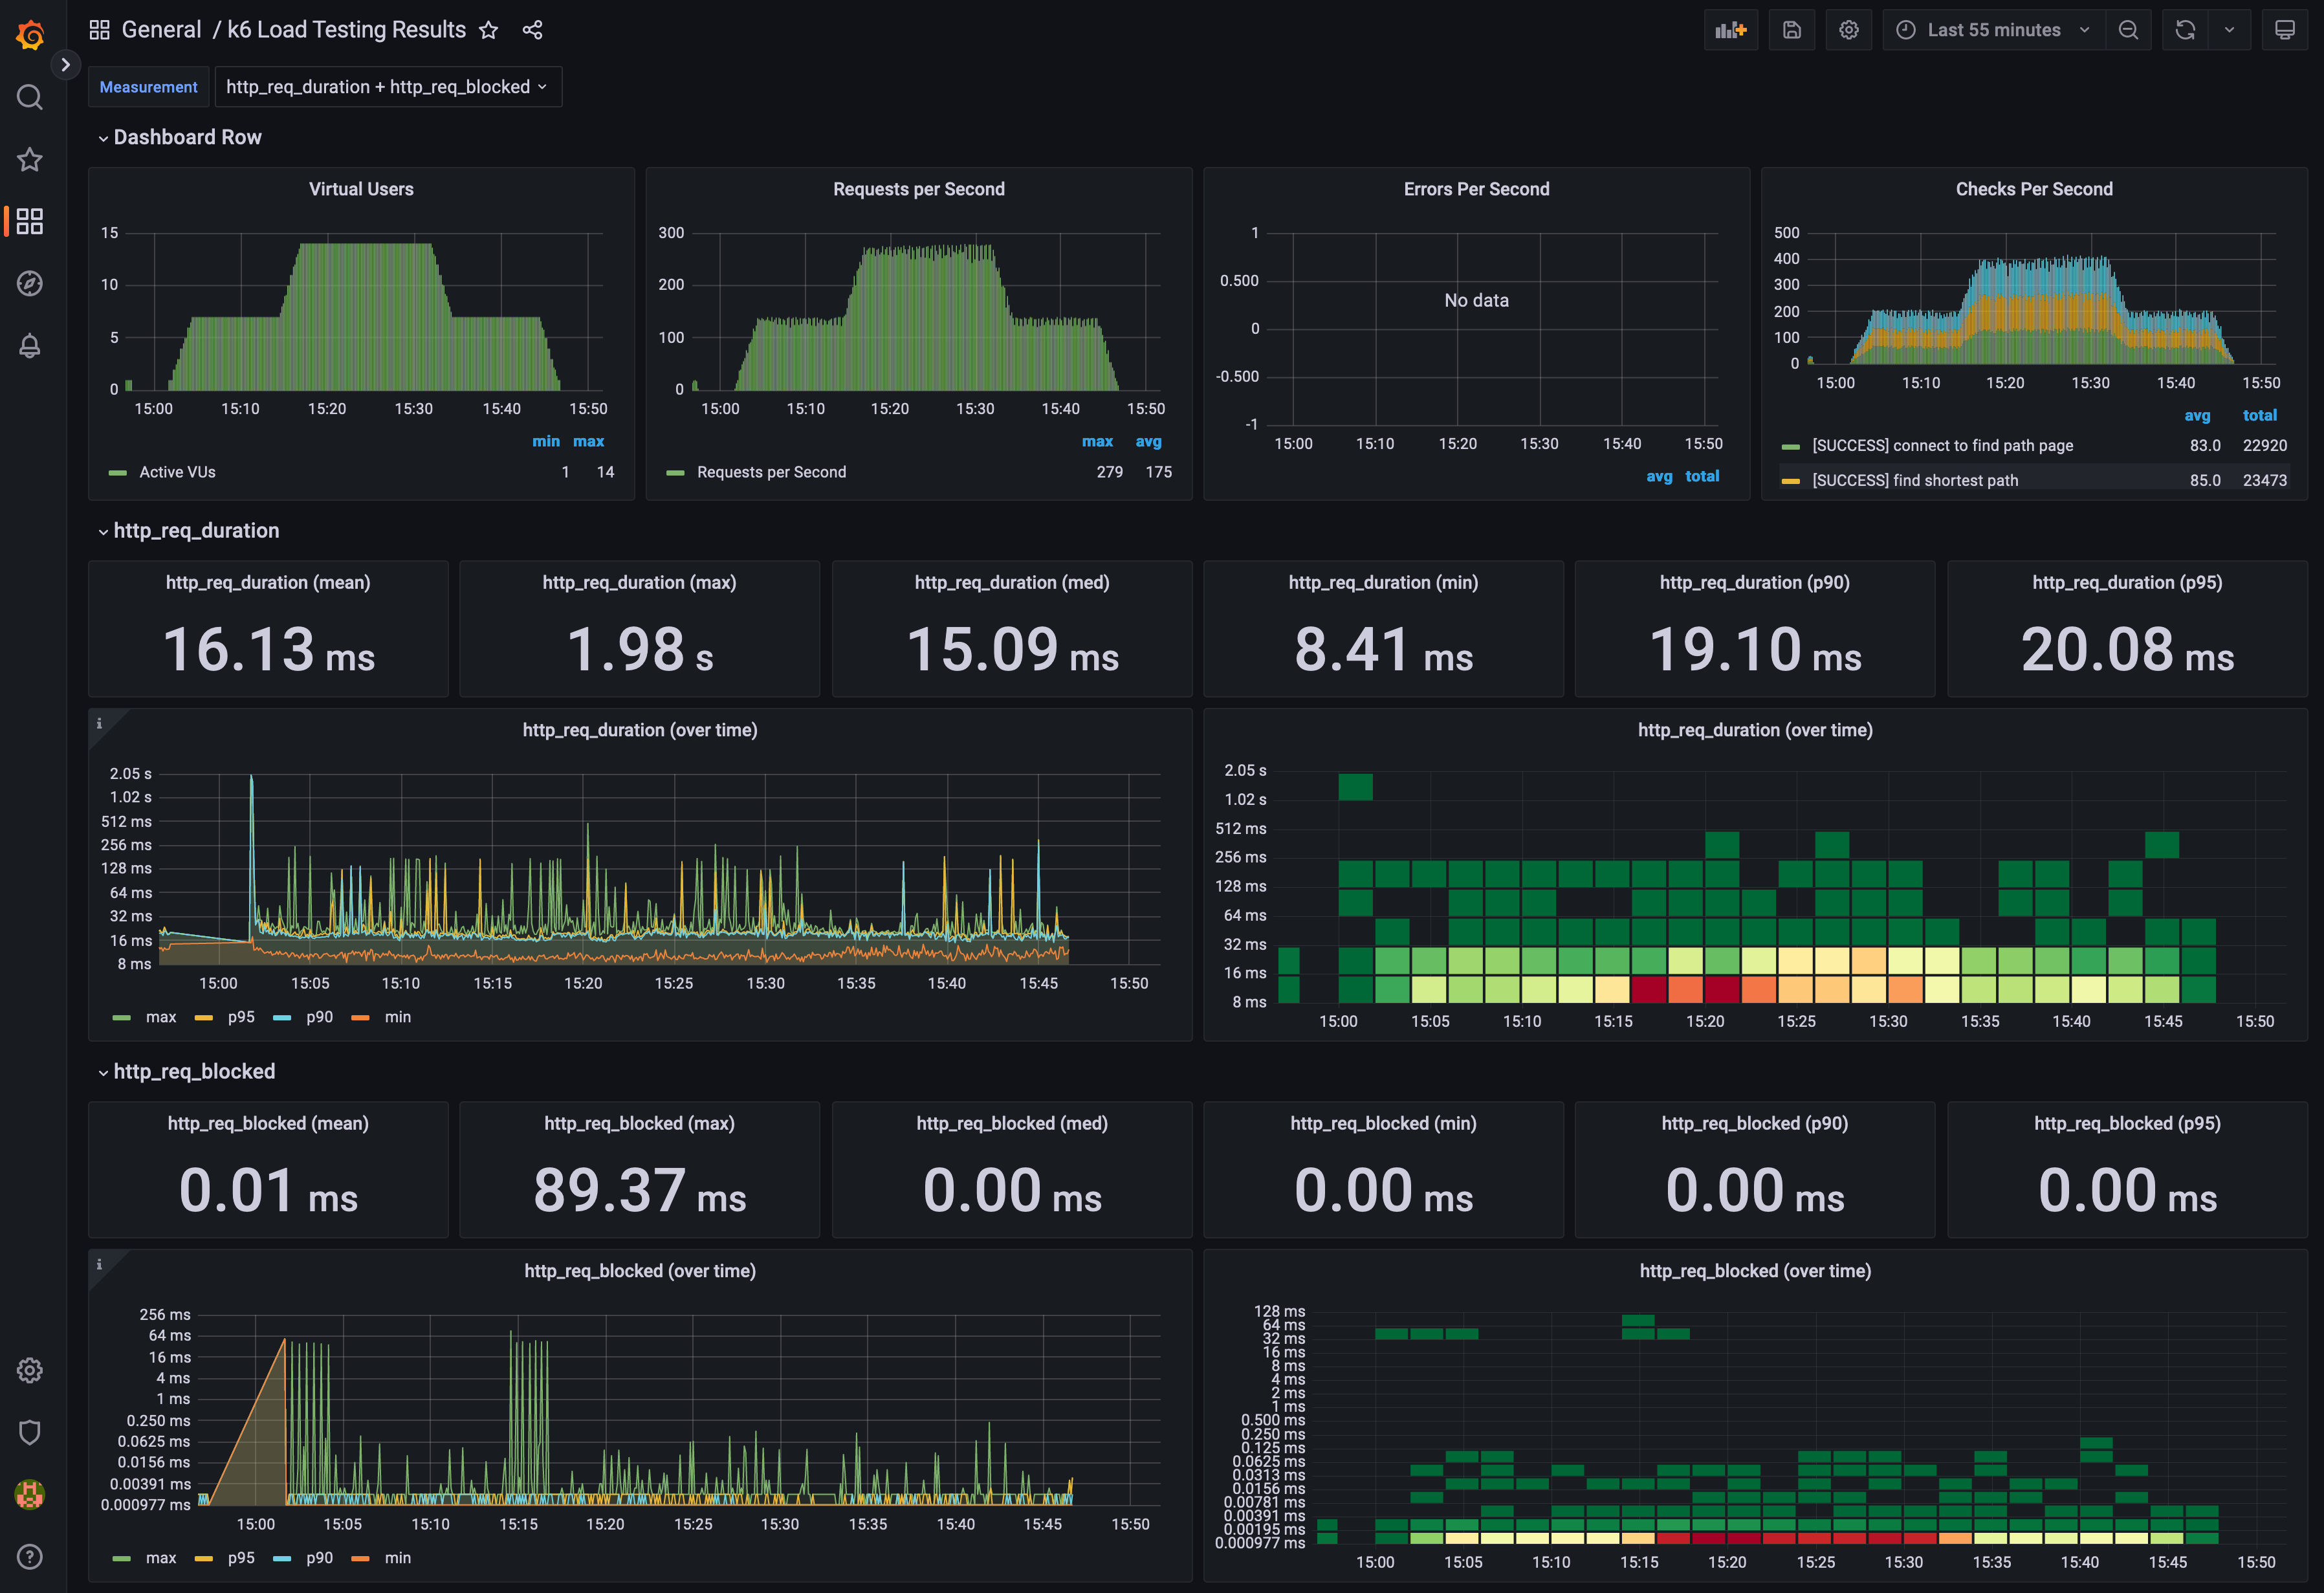 General / k6 Load Testing Results
Last 55 minutes
Measurement
http_req_duration + http_req_blocked
Dashboard Row
Virtual Users
15
10
5
0
15:00 15:10 15:20 15:30 15:40 15:50
min max
Active VUs 1 14
Requests per Second
300
200
100
0
15:00 15:10 15:20 15:30 15:40 15:50
max avg
Requests per Second 279 175
Errors Per Second
1
0.500
0
-0.500
-1
No data
15:00 15:10 15:20 15:30 15:40 15:50
avg total
Checks Per Second
500
400
300
200
100
0
15:00 15:10 15:20 15:30 15:40 15:50
avg total
[SUCCESS] connect to find path page 83.0 22920
[SUCCESS] find shortest path 85.0 23473
http_req_duration
http_req_duration (mean)
16.13 ms
http_req_duration (max)
1.98 s
http_req_duration (med)
15.09 ms
http_req_duration (min)
8.41 ms
http_req_duration (p90)
19.10 ms
http_req_duration (p95)
20.08 ms
i
http_req_duration (over time)
2.05 s
1.02 s
512 ms
256 ms
128 ms
64 ms
32 ms
16 ms
8 ms
15:00 15:05 15:10 15:15 15:20 15:25 15:30 15:35 15:40 15:45 15:50
max p95 p90 min
http_req_duration (over time)
2.05 s
1.02 s
512 ms
256 ms
128 ms
64 ms
32 ms
16 ms
8 ms
15:00 15:05 15:10 15:15 15:20 15:25 15:30 15:35 15:40 15:45 15:50
http_req_blocked
http_req_blocked (mean)
0.01 ms
http_req_blocked (max)
89.37 ms
http_req_blocked (med)
0.00 ms
http_req_blocked (min)
0.00 ms
http_req_blocked (p90)
0.00 ms
http_req_blocked (p95)
0.00 ms
i
http_req_blocked (over time)
256 ms
64 ms
16 ms
4 ms
1 ms
0.250 ms
0.0625 ms
0.0156 ms
0.00391 ms
0.000977 ms
15:00 15:05 15:10 15:15 15:20 15:25 15:30 15:35 15:40 15:45 15:50
max p95 p90 min
http_req_blocked (over time)
128 ms
64 ms
32 ms
16 ms
8 ms
4 ms
2 ms
1 ms
0.500 ms
0.250 ms
0.125 ms
0.0625 ms
0.0313 ms
0.0156 ms
0.00781 ms
0.00391 ms
0.00195 ms
0.000977 ms
15:00 15:05 15:10 15:15 15:20 15:25 15:30 15:35 15:40 15:45 15:50